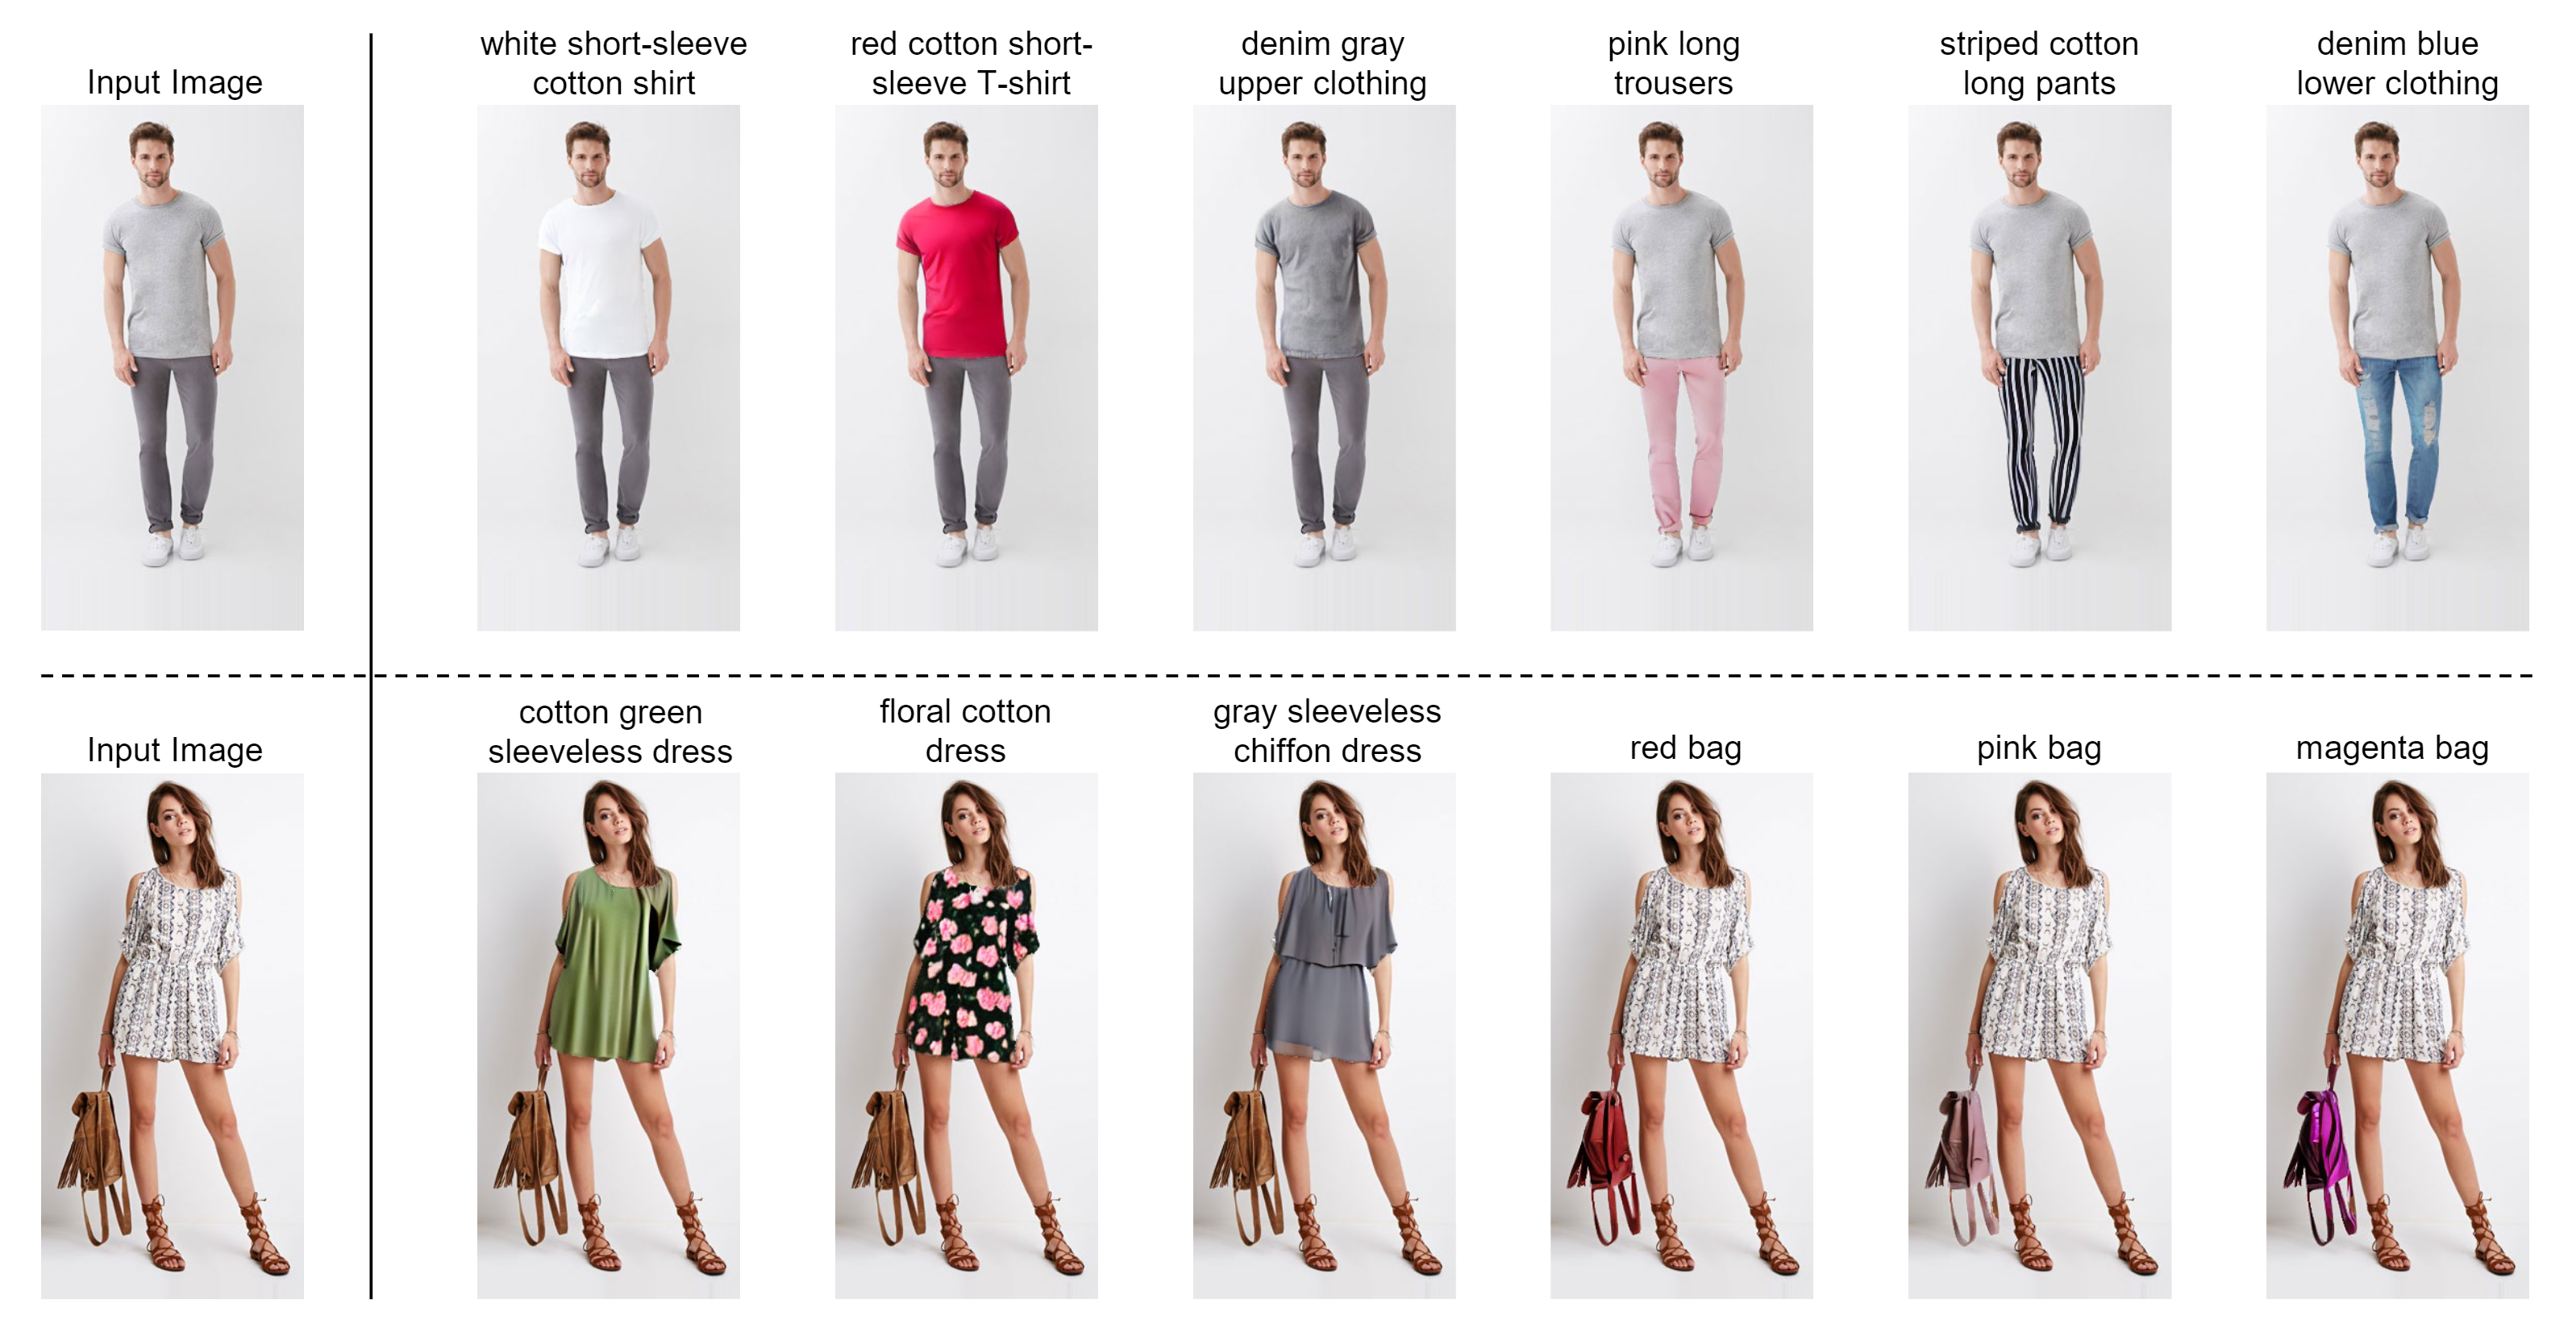 Input Image
white short-sleeve
cotton shirt
red cotton short-
sleeve T-shirt
denim gray
upper clothing
pink long
trousers
striped cotton
long pants
denim blue
lower clothing
Input Image
cotton green
sleeveless dress
floral cotton
dress
gray sleeveless
chiffon dress
red bag
pink bag
magenta bag